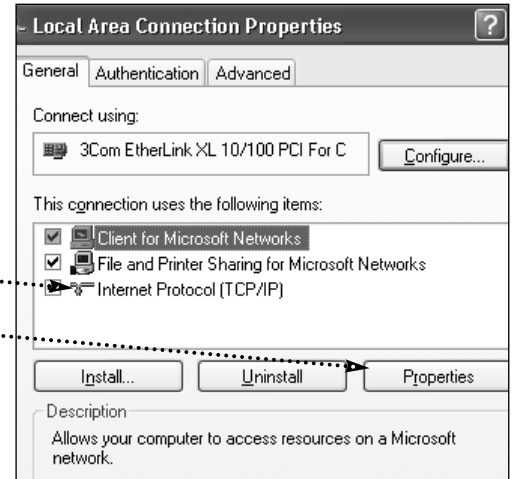 Local Area Connection Properties ?
General Authentication Advanced
Connect using:
3Com EtherLink XL 10/100 PCI For C Configure...
This connection uses the following items:
Client for Microsoft Networks
File and Printer Sharing for Microsoft Networks
Internet Protocol (TCP/IP)
Install... Uninstall Properties
Description
Allows your computer to access resources on a Microsoft
network.